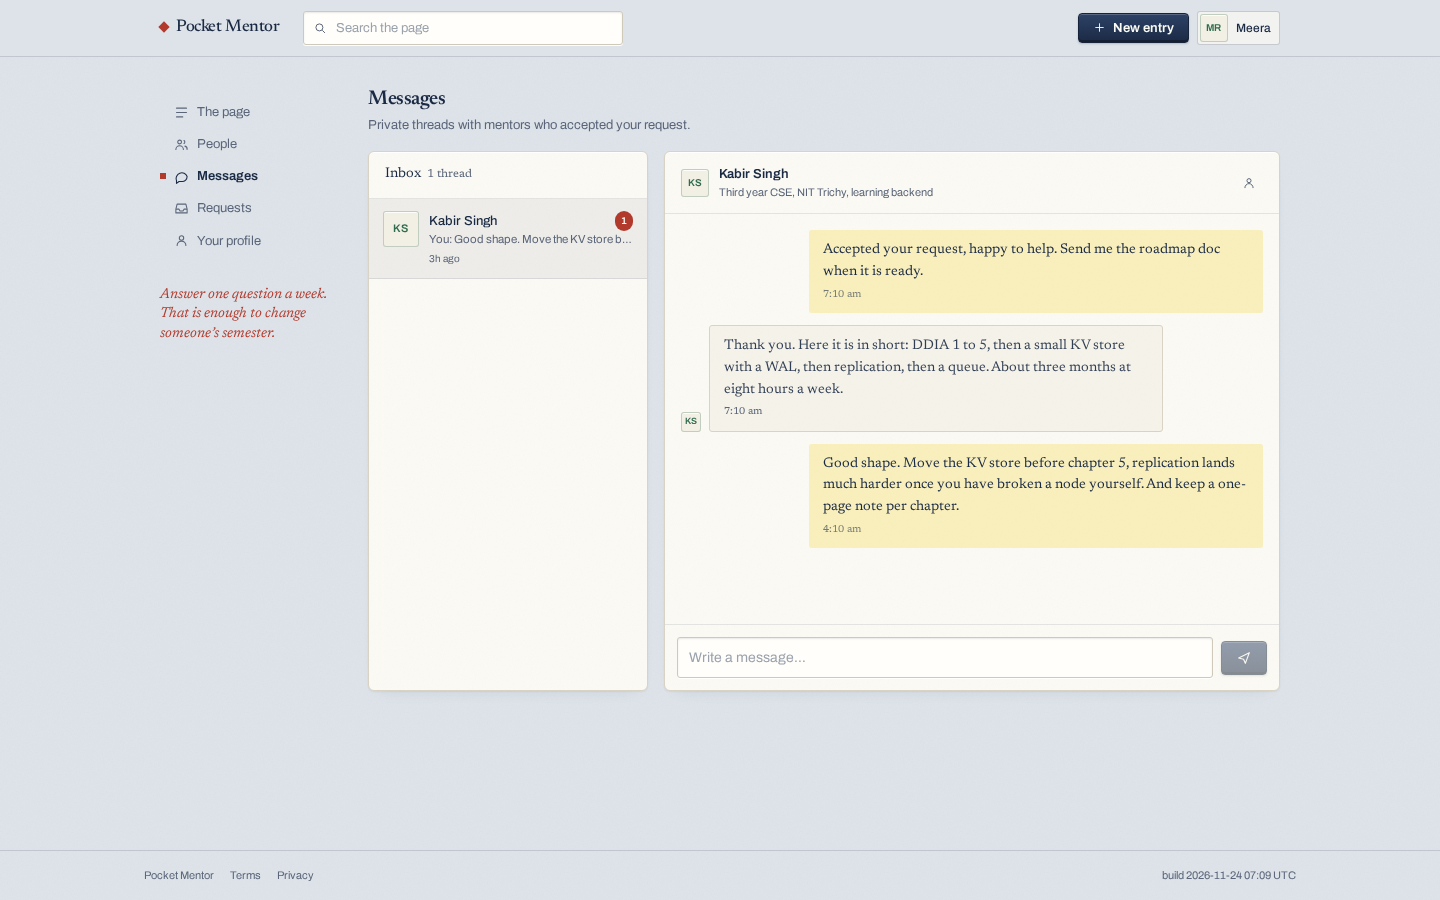 Pocket Mentor
Search the page
New entry
MR
Meera
The page
People
Messages
Requests
Your profile
Answer one question a week.
That is enough to change
someone's semester.
Messages
Private threads with mentors who accepted your request.
Inbox 1 thread
KS
Kabir Singh
1
You: Good shape. Move the KV store b...
3h ago
KS
Kabir Singh
Third year CSE, NIT Trichy, learning backend
Accepted your request, happy to help. Send me the roadmap doc
when it is ready.
7:10 am
Thank you. Here it is in short: DDIA 1 to 5, then a small KV store
with a WAL, then replication, then a queue. About three months at
eight hours a week.
7:10 am
KS
Good shape. Move the KV store before chapter 5, replication lands
much harder once you have broken a node yourself. And keep a one-
page note per chapter.
4:10 am
Write a message...
Pocket Mentor
Terms
Privacy
build 2026-11-24 07:09 UTC